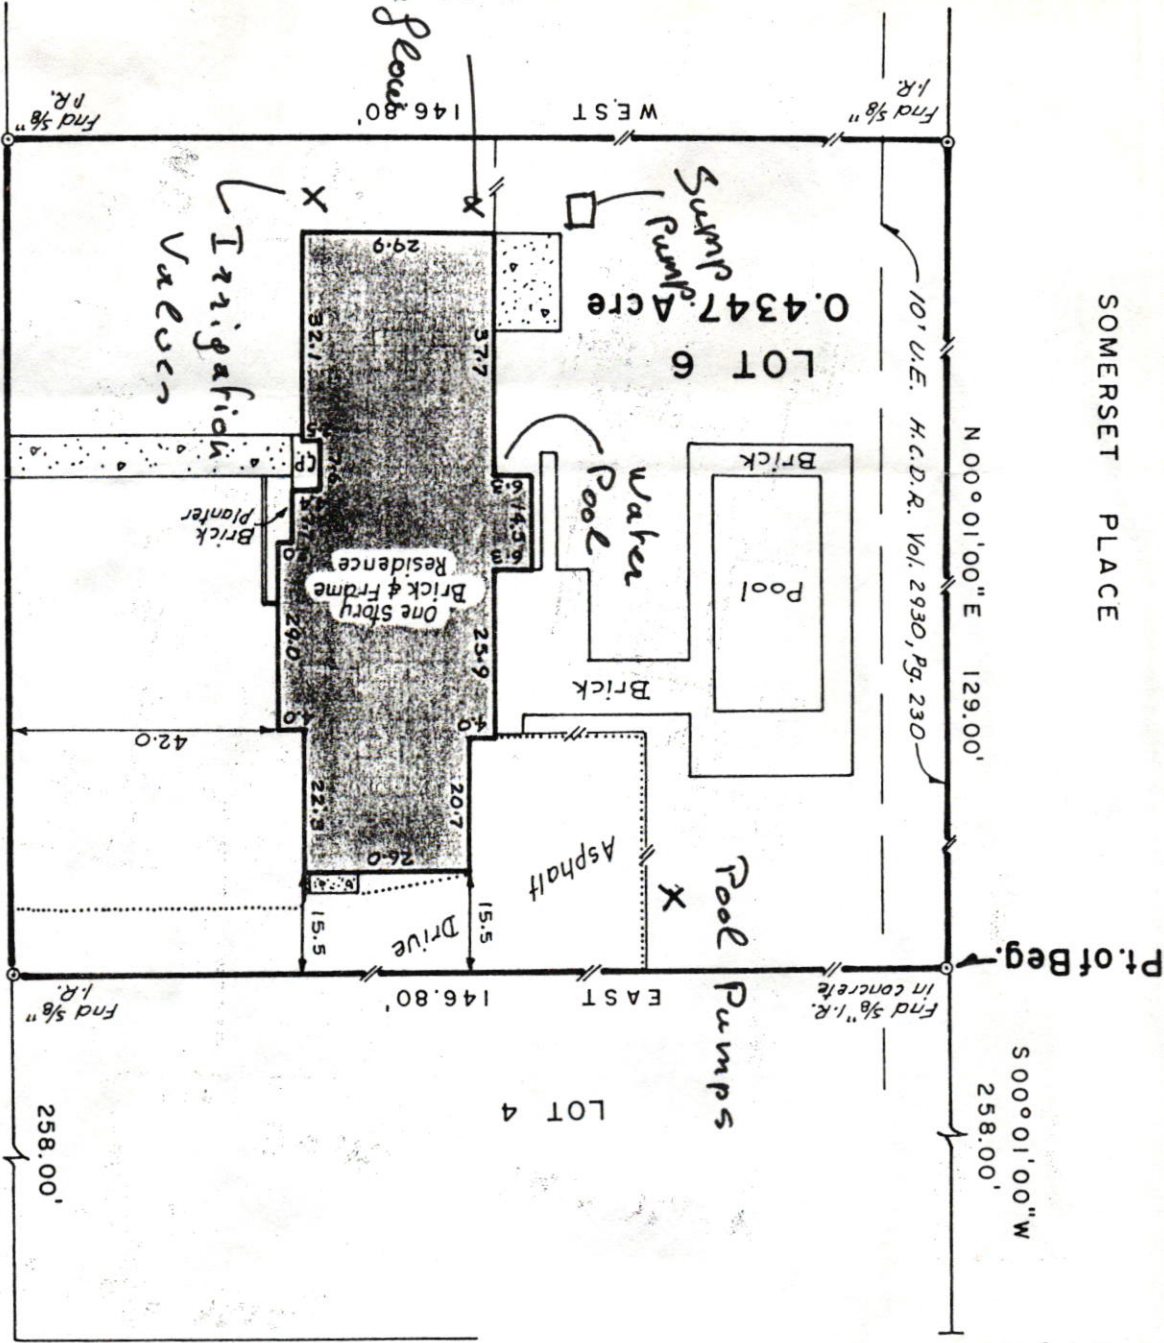 SOMERSET PLACE
N 00°01'00"E 129.00'
S 00°01'00"W
258.00'
10' U.E. H.C.D.R. Vol. 2930, Pg. 230
Pt. of Beg.
Fnd 5/8" I.R.
in concrete
Fnd 5/8"
I.R.
Fnd 5/8"
I.R.
Fnd 5/8"
I.R.
WEST 146.80'
EAST 146.80'
LOT 6
0.4347 Acre
LOT 4
258.00'
Sump
Pump
Irrigation
Valves
Water
Pool
Pool Pumps
Pool
Brick
Brick
Brick
Planter
One Story
Brick & Frame
Residence
Asphalt
Drive
29.9
37.7
32.1
6.3
14.5
6.3
25.9
4.0
20.7
26.0
22.3
4.0
29.0
7.6
CP
42.0
15.5
15.5